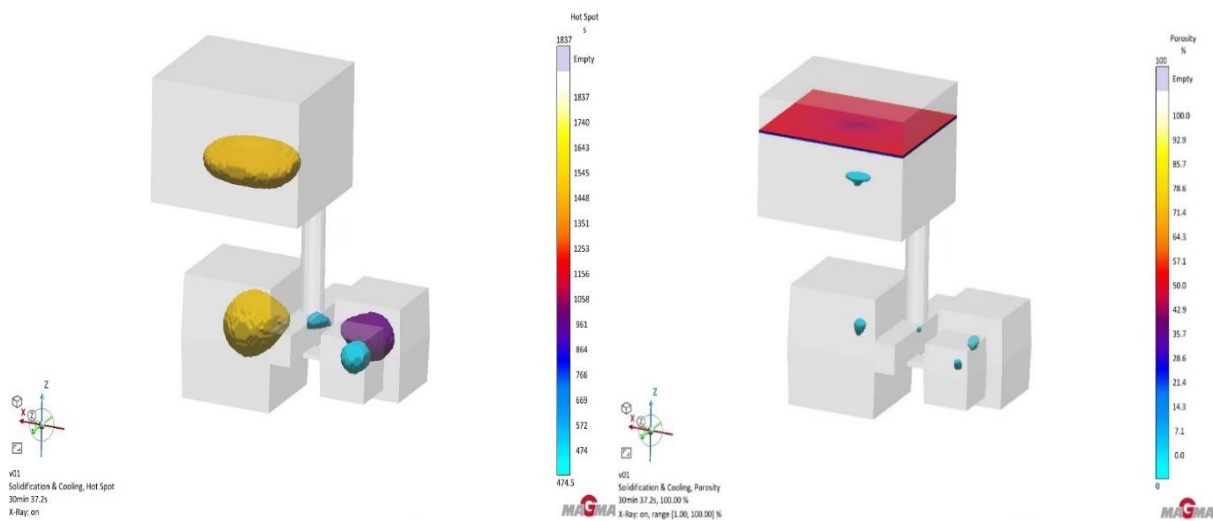 Hot Spot
s
1837
Empty
1837
1740
1643
1545
1448
1351
1253
1156
1058
961
864
766
669
572
474
474.5
Z
X
Z
v01
Solidification & Cooling, Hot Spot
30min 37.2s
X-Ray: on
MAGMA
Porosity
%
100
Empty
100.0
92.9
85.7
78.6
71.4
64.3
57.1
50.0
42.9
35.7
28.6
21.4
14.3
7.1
0.0
0
Z
X
Z
v01
Solidification & Cooling, Porosity
30min 37.2s, 100.00 %
X-Ray: on, range [1.00, 100.00] %
MAGMA